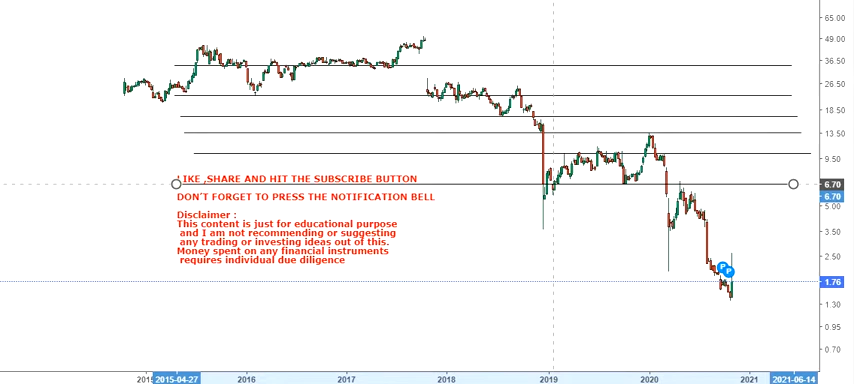 65.00
49.00
36.50
26.50
18.50
13.50
9.50
6.70
6.70
5.00
3.50
2.50
1.76
1.30
0.95
0.70
LIKE ,SHARE AND HIT THE SUBSCRIBE BUTTON
DON'T FORGET TO PRESS THE NOTIFICATION BELL
Disclaimer :
This content is just for educational purpose
and I am not recommending or suggesting
any trading or investing ideas out of this.
Money spent on any financial instruments
requires individual due diligence
P P
2015 2015-04-27 2016 2017 2018 2019 2020 2021 2021-06-14